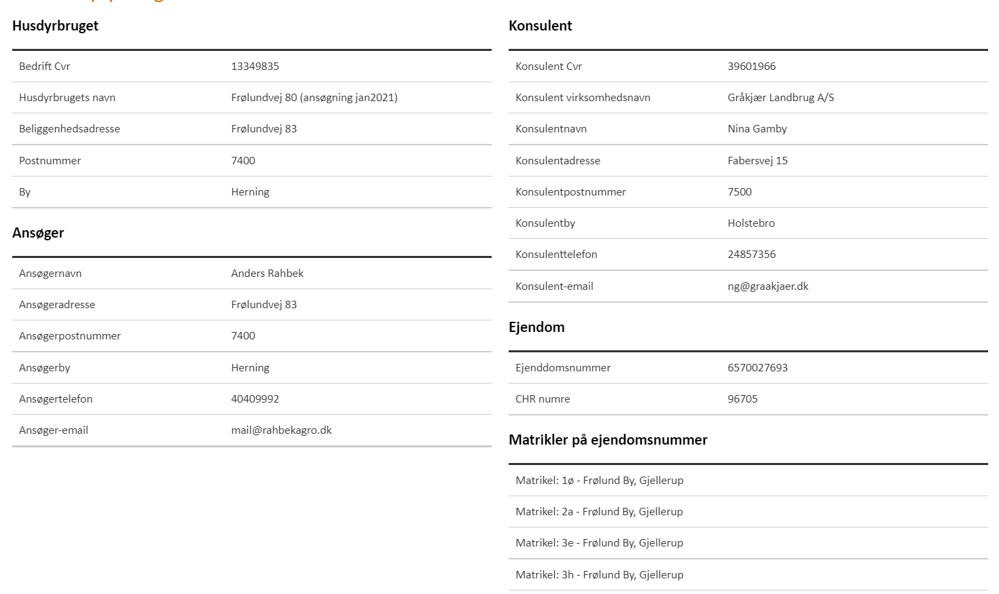 Husdyrbruget
Bedrift Cvr 13349835
Husdyrbrugets navn Frølundvej 80 (ansøgning jan2021)
Beliggenhedsadresse Frølundvej 83
Postnummer 7400
By Herning
Ansøger
Ansøgernavn Anders Rahbek
Ansøgeradresse Frølundvej 83
Ansøgerpostnummer 7400
Ansøgerby Herning
Ansøgertelefon 40409992
Ansøger-email mail@rahbekagro.dk
Konsulent
Konsulent Cvr 39601966
Konsulent virksomhedsnavn Gråkjær Landbrug A/S
Konsulentnavn Nina Gamby
Konsulentadresse Fabersvej 15
Konsulentpostnummer 7500
Konsulentby Holstebro
Konsulenttelefon 24857356
Konsulent-email ng@graakjaer.dk
Ejendom
Ejenddomsnummer 6570027693
CHR numre 96705
Matrikler på ejendomsnummer
Matrikel: 1ø - Frølund By, Gjellerup
Matrikel: 2a - Frølund By, Gjellerup
Matrikel: 3e - Frølund By, Gjellerup
Matrikel: 3h - Frølund By, Gjellerup